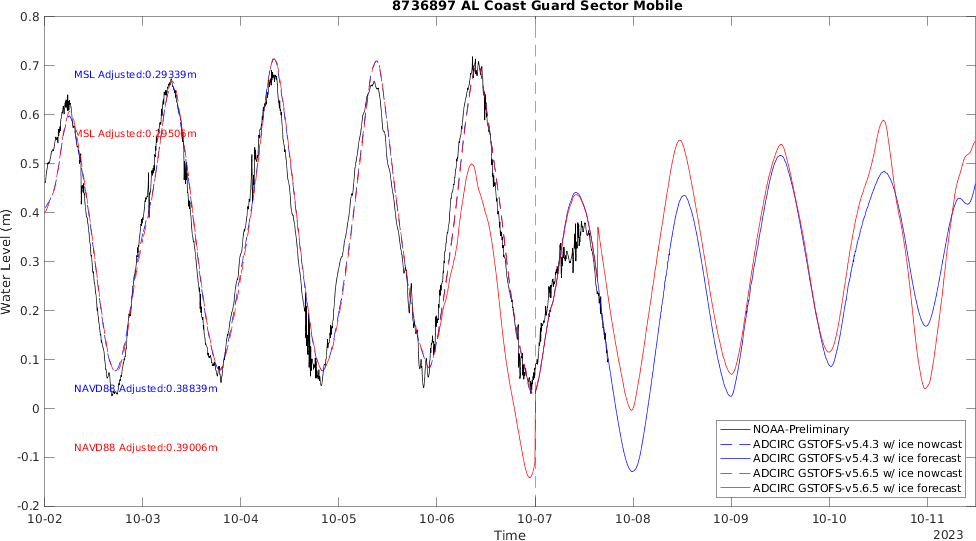 8736897 AL Coast Guard Sector Mobile
0.8
0.7
0.6
0.5
0.4
0.3
0.2
0.1
0
-0.1
-0.2
Water Level (m)
MSL Adjusted:0.29339m
MSL Adjusted:0.29506m
NAVD88 Adjusted:0.38839m
NAVD88 Adjusted:0.39006m
NOAA-Preliminary
ADCIRC GSTOFS-v5.4.3 w/ ice nowcast
ADCIRC GSTOFS-v5.4.3 w/ ice forecast
ADCIRC GSTOFS-v5.6.5 w/ ice nowcast
ADCIRC GSTOFS-v5.6.5 w/ ice forecast
10-02 10-03 10-04 10-05 10-06 10-07 10-08 10-09 10-10 10-11
Time
2023